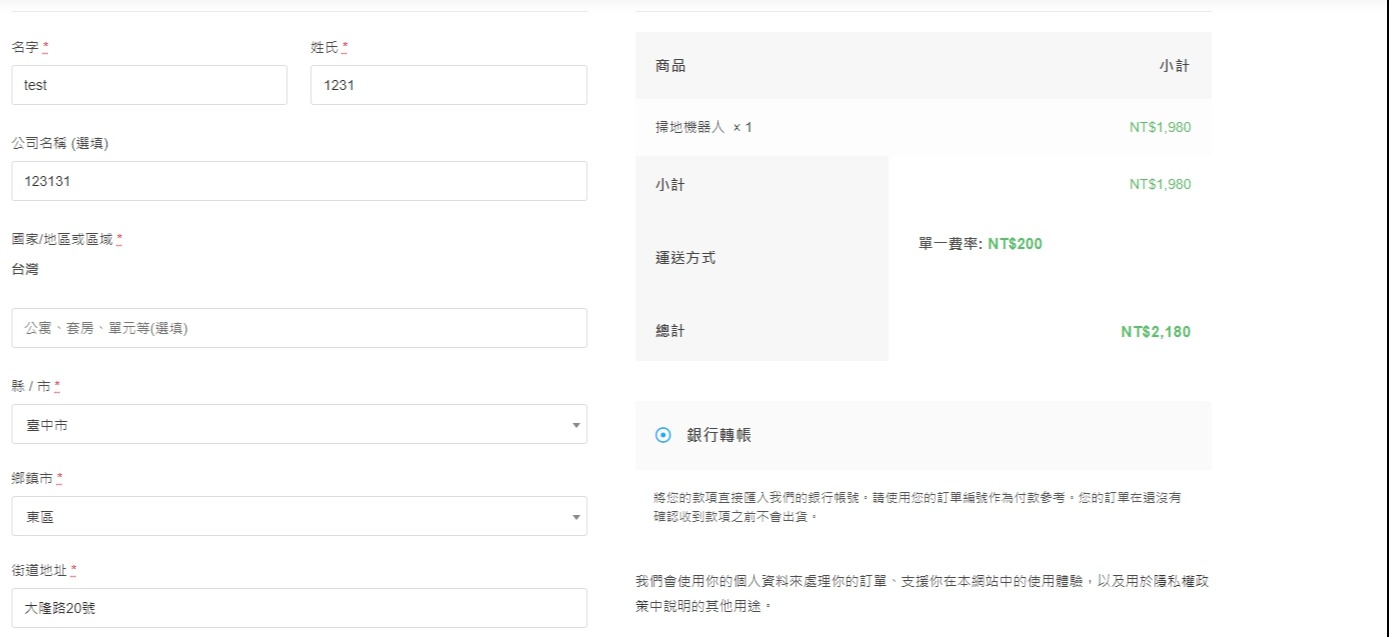 名字 *
姓氏 *
test
1231
公司名稱 (選填)
123131
國家/地區或區域 *
台灣
公寓、套房、單元等(選填)
縣 / 市 *
臺中市
鄉鎮市 *
東區
街道地址 *
大隆路20號
商品 小計
掃地機器人 × 1 NT$1,980
小計 NT$1,980
運送方式 單一費率: NT$200
總計 NT$2,180
銀行轉帳
將您的款項直接匯入我們的銀行帳號。請使用您的訂單編號作為付款參考。您的訂單在還沒有
確認收到款項之前不會出貨。
我們會使用你的個人資料來處理你的訂單、支援你在本網站中的使用體驗，以及用於隱私權政
策中說明的其他用途。